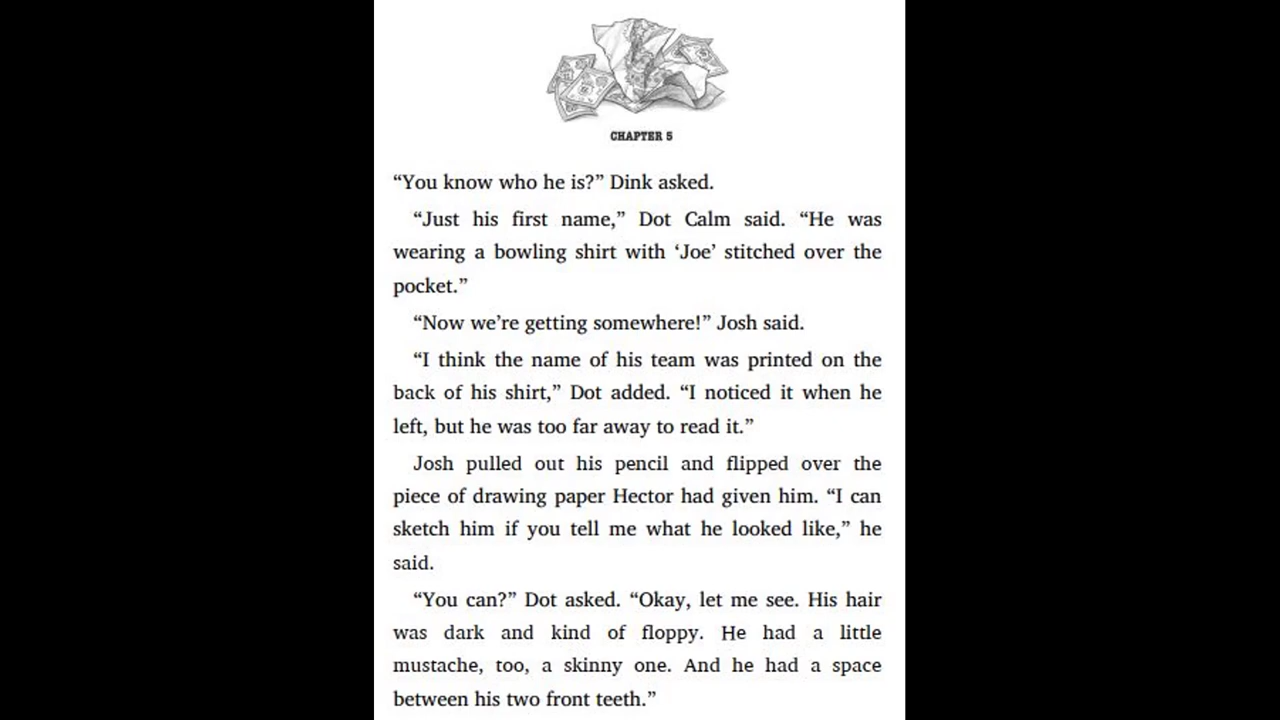 CHAPTER 5
“You know who he is?” Dink asked.
“Just his first name,” Dot Calm said. “He was
wearing a bowling shirt with ‘Joe’ stitched over the
pocket.”
“Now we’re getting somewhere!” Josh said.
“I think the name of his team was printed on the
back of his shirt,” Dot added. “I noticed it when he
left, but he was too far away to read it.”
Josh pulled out his pencil and flipped over the
piece of drawing paper Hector had given him. “I can
sketch him if you tell me what he looked like,” he
said.
“You can?” Dot asked. “Okay, let me see. His hair
was dark and kind of floppy. He had a little
mustache, too, a skinny one. And he had a space
between his two front teeth.”